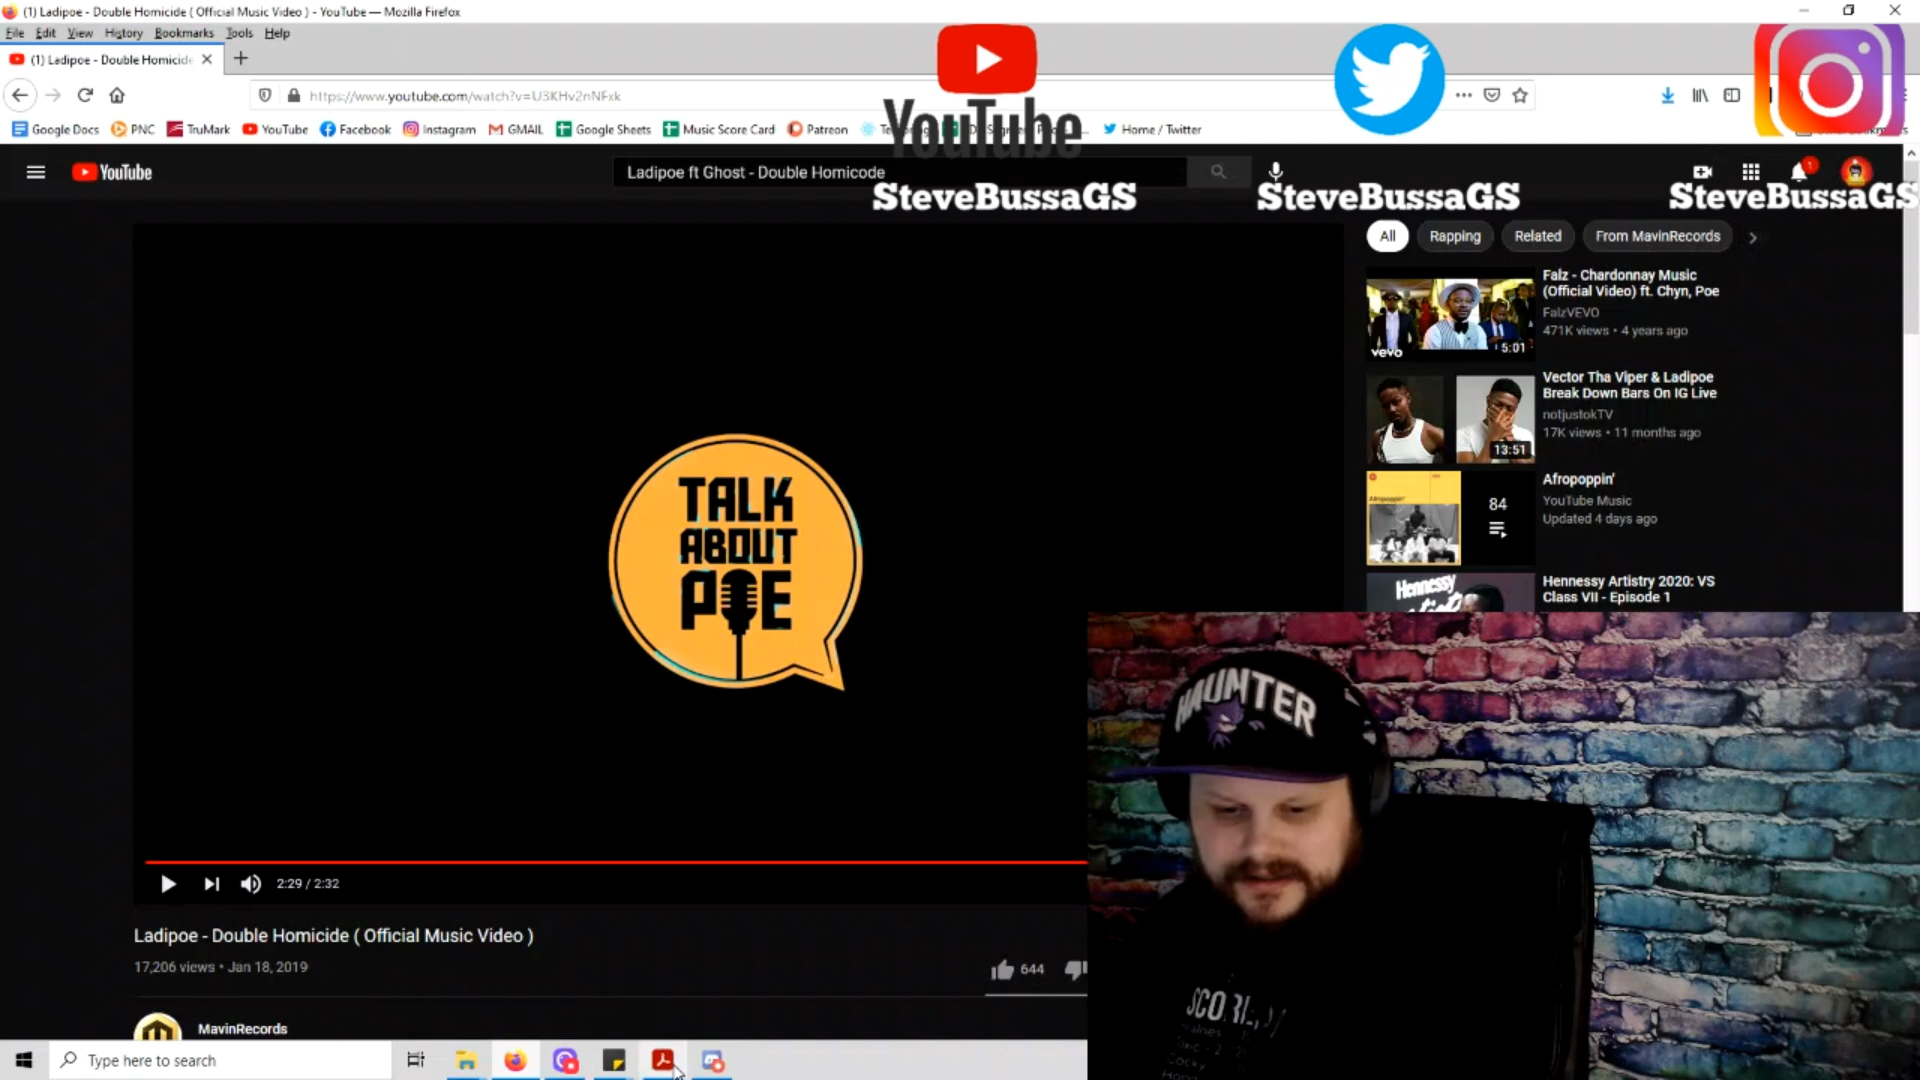 (1) Ladipoe - Double Homicide ( Official Music Video ) - YouTube — Mozilla Firefox
File Edit View History Bookmarks Tools Help
(1) Ladipoe - Double Homicide
https://www.youtube.com/watch?v=U3KHv2nNFxk
Google Docs PNC TruMark YouTube Facebook Instagram GMAIL Google Sheets Music Score Card Patreon Home / Twitter
YouTube
YouTube
Ladipoe ft Ghost - Double Homicode
1
SteveBussaGS SteveBussaGS SteveBussaGS
All Rapping Related From MavinRecords
Falz - Chardonnay Music
(Official Video) ft. Chyn, Poe
FalzVEVO
471K views • 4 years ago
vevo
5:01
Vector Tha Viper & Ladipoe
Break Down Bars On IG Live
notjustokTV
17K views • 11 months ago
13:51
Afropoppin'
YouTube Music
Updated 4 days ago
Afropoppin'
84
Hennessy Artistry 2020: VS
Class VII - Episode 1
Hennessy
TALK
ABOUT
POE
HAUNTER
2:29 / 2:32
Ladipoe - Double Homicide ( Official Music Video )
17,206 views • Jan 18, 2019
644
MavinRecords
Cocky
Type here to search